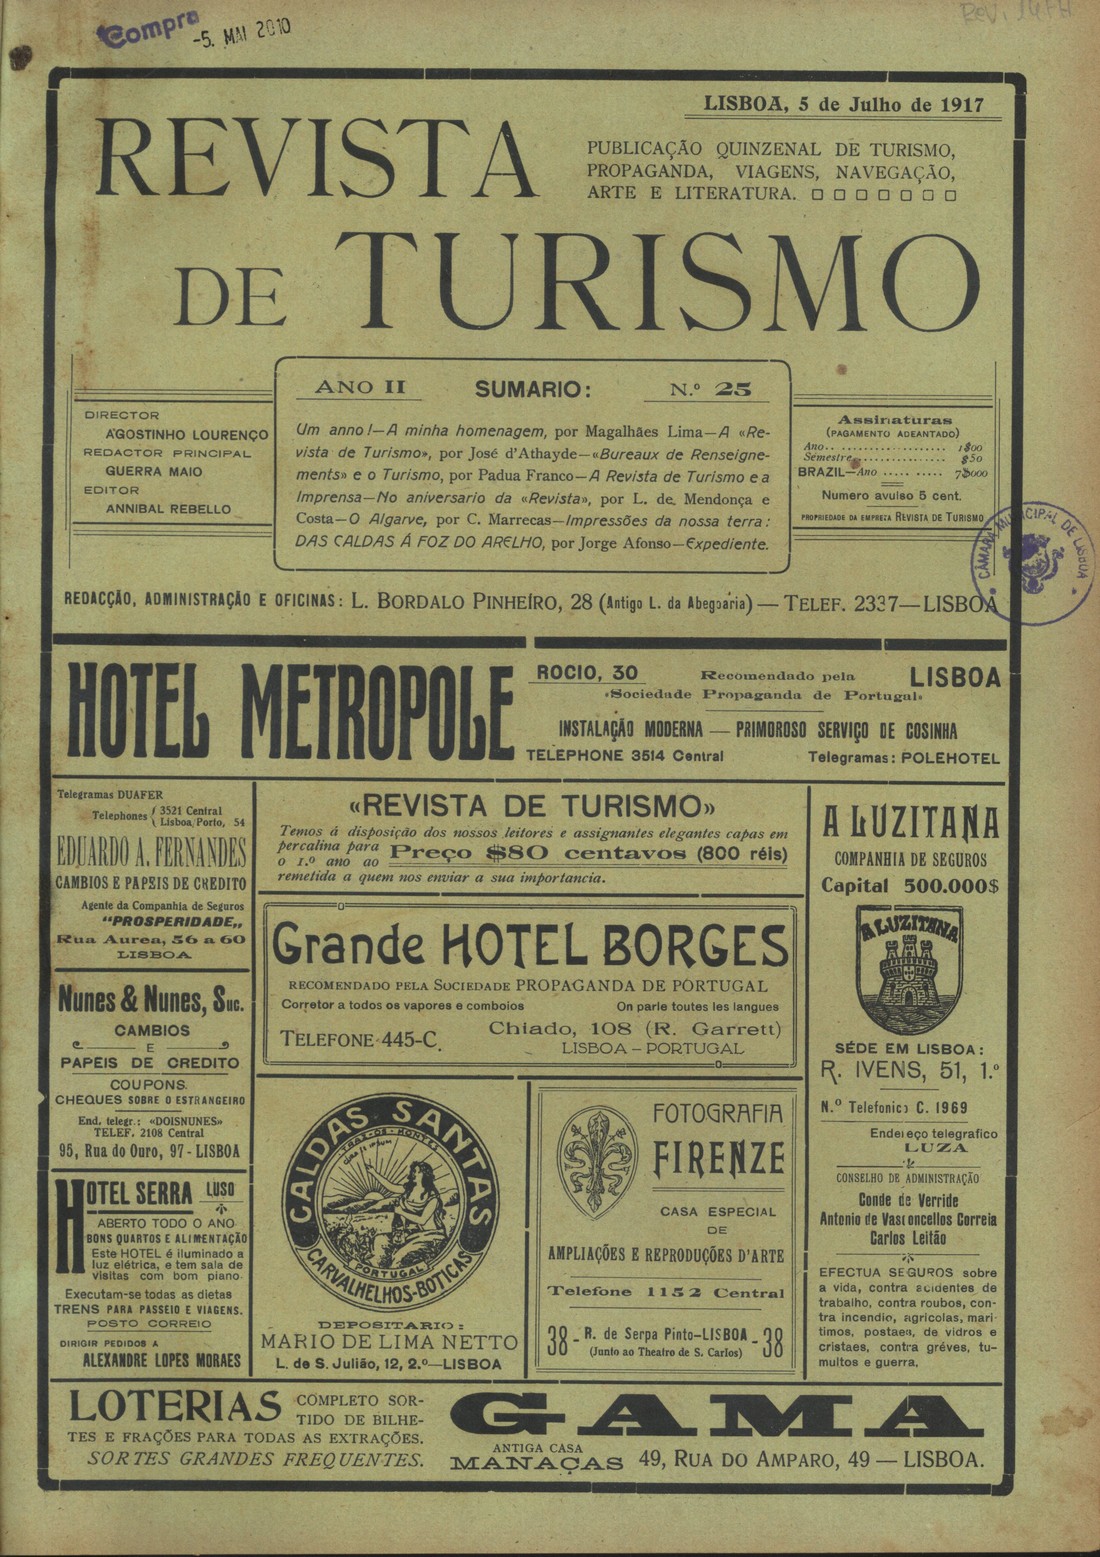 Compra
-5. MAI 2010
LISBOA, 5 de Julho de 1917
REVISTA
PUBLICAÇÃO QUINZENAL DE TURISMO,
PROPAGANDA, VIAGENS, NAVEGAÇÃO,
ARTE E LITERATURA.
DE TURISMO
DIRECTOR
AGOSTINHO LOURENÇO
REDACTOR PRINCIPAL
GUERRA MAIO
EDITOR
ANNIBAL REBELLO
ANO II SUMARIO: N.º 25
Um anno!—A minha homenagem, por Magalhães Lima—A «Re-
vista de Turismo», por José d'Athayde—«Bureaux de Renseigne-
ments» e o Turismo, por Padua Franco—A Revista de Turismo e a
Imprensa—No aniversario da «Revista», por L. de Mendonça e
Costa—O Algarve, por C. Marrecas—Impressões da nossa terra:
DAS CALDAS Á FOZ DO ARELHO, por Jorge Afonso—Expediente.
Assinaturas
(PAGAMENTO ADEANTADO)
Ano.................. 1$00
Semestre.............. $50
BRAZIL—Ano ..... ..... 7$000
Numero avulso 5 cent.
PROPRIEDADE DA EMPREZA REVISTA DE TURISMO
CÂMARA MUNICIPAL DE LISBOA
REDACÇÃO, ADMINISTRAÇÃO E OFICINAS: L. BORDALO PINHEIRO, 28 (Antigo L. da Abegoaria) — TELEF. 2337—LISBOA
HOTEL METROPOLE
ROCIO, 30 Recomendado pela LISBOA
«Sociedade Propaganda de Portugal»
INSTALAÇÃO MODERNA — PRIMOROSO SERVIÇO DE COSINHA
TELEPHONE 3514 Central Telegramas: POLEHOTEL
Telegramas DUAFER
Telephones 3521 Central
Lisboa, Porto, 54
EDUARDO A. FERNANDES
CAMBIOS E PAPEIS DE CREDITO
Agente da Companhia de Seguros
"PROSPERIDADE„
Rua Aurea, 56 a 60
LISBOA
Nunes & Nunes, Suc.
CAMBIOS
E
PAPEIS DE CREDITO
COUPONS
CHEQUES SOBRE O ESTRANGEIRO
End. telegr.: «DOISNUNES»
TELEF. 2108 Central
95, Rua do Ouro, 97 - LISBOA
HOTEL SERRA LUSO
ABERTO TODO O ANO
BONS QUARTOS E ALIMENTAÇÃO
Este HOTEL é iluminado a
luz elétrica, e tem sala de
visitas com bom piano
Executam-se todas as dietas
TRENS PARA PASSEIO E VIAGENS.
POSTO CORREIO
DIRIGIR PEDIDOS A
ALEXANDRE LOPES MORAES
«REVISTA DE TURISMO»
Temos á disposição dos nossos leitores e assignantes elegantes capas em
percalina para
o 1.º ano ao Preço $80 centavos (800 réis)
remetida a quem nos enviar a sua importancia.
Grande HOTEL BORGES
RECOMENDADO PELA SOCIEDADE PROPAGANDA DE PORTUGAL
Corretor a todos os vapores e comboios On parle toutes les langues
TELEFONE 445-C. Chiado, 108 (R. Garrett)
LISBOA - PORTUGAL
CALDAS SANTAS
TRAZ-OS-MONTES
PORTUGAL
CARVALHELHOS-BOTICAS
DEPOSITARIO:
MARIO DE LIMA NETTO
L. de S. Julião, 12, 2.º—LISBOA
FOTOGRAFIA
FIRENZE
CASA ESPECIAL
DE
AMPLIAÇÕES E REPRODUÇÕES D'ARTE
Telefone 1152 Central
38 - R. de Serpa Pinto-LISBOA - 38
(Junto ao Theatro de S. Carlos)
A LUZITANA
COMPANHIA DE SEGUROS
Capital 500.000$
A LUZITANA
SÉDE EM LISBOA:
R. IVENS, 51, 1.º
N.º Telefonico C. 1969
Endereço telegrafico
LUZA
CONSELHO DE ADMINISTRAÇÃO
Conde de Verride
Antonio de Vasconcellos Correia
Carlos Leitão
EFECTUA SEGUROS sobre
a vida, contra acidentes de
trabalho, contra roubos, con-
tra incendio, agricolas, mari-
timos, postaes, de vidros e
cristaes, contra gréves, tu-
multos e guerra.
LOTERIAS COMPLETO SOR-
TIDO DE BILHE-
TES E FRAÇÕES PARA TODAS AS EXTRAÇÕES.
SORTES GRANDES FREQUENTES.
GAMA
ANTIGA CASA
MANAÇAS 49, RUA DO AMPARO, 49 — LISBOA.